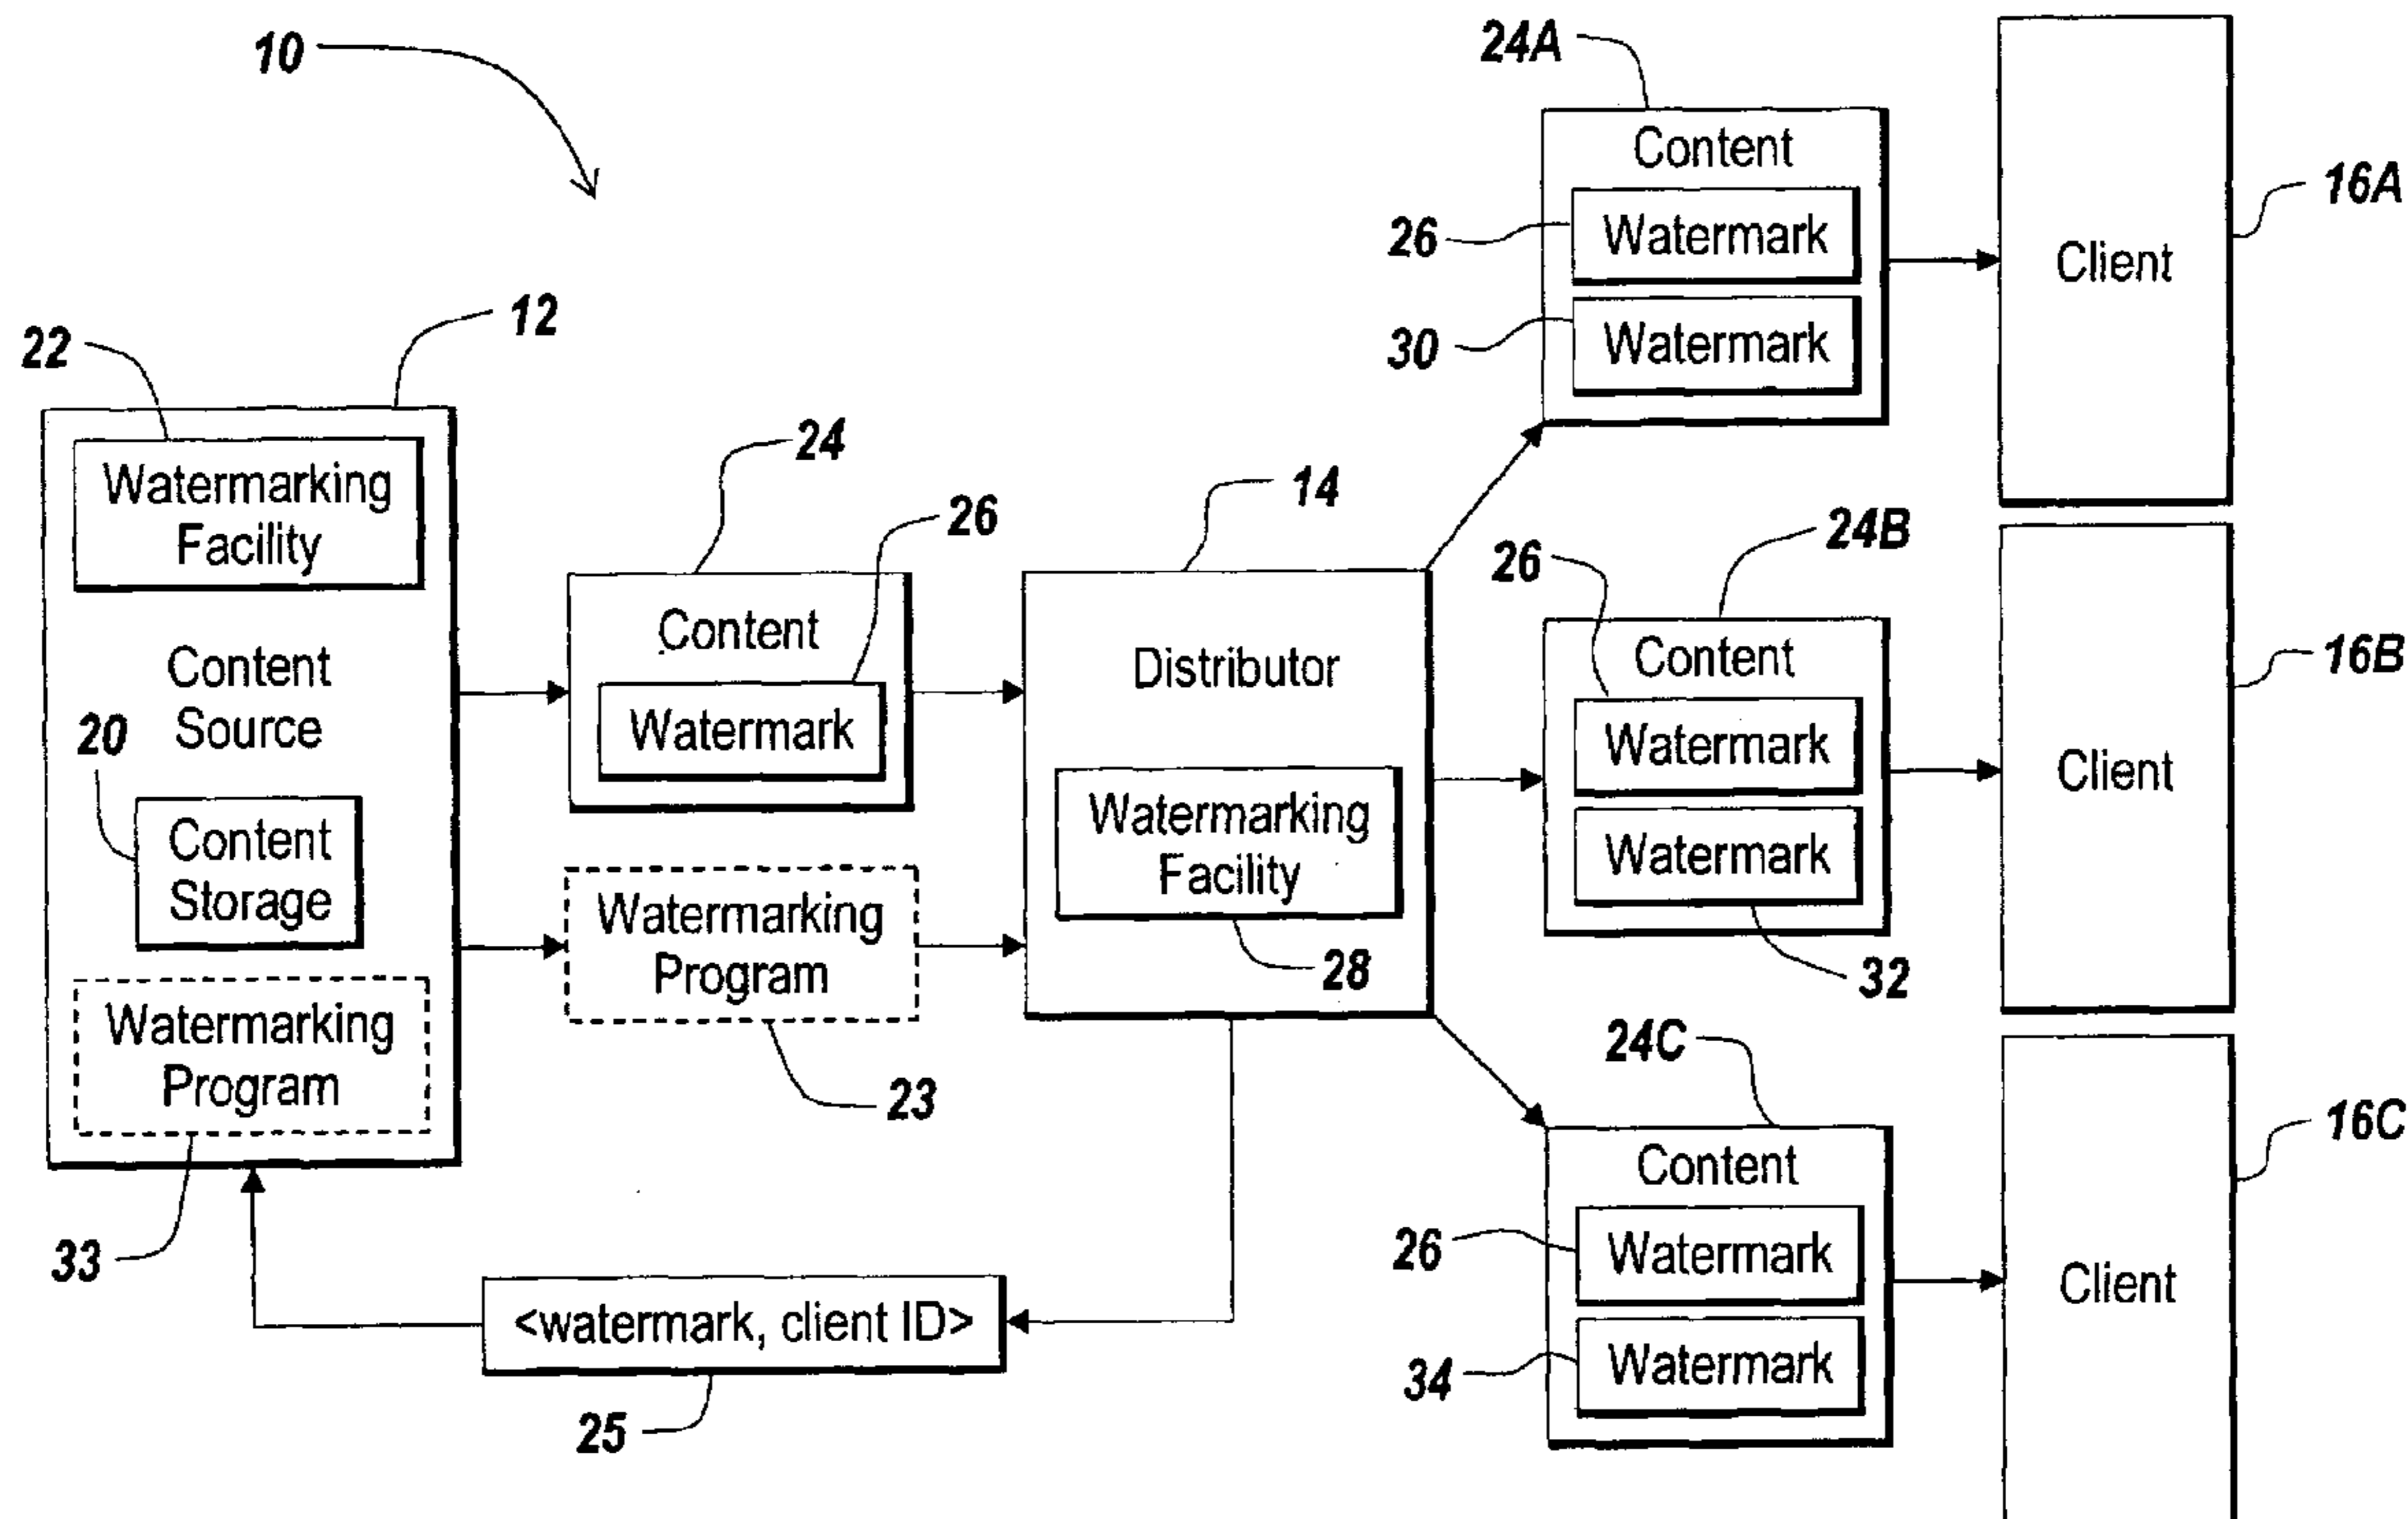 10
12
22
Watermarking
Facility
Content
Source
20
Content
Storage
Watermarking
Program
33
24
26
Content
Watermark
Watermarking
Program
23
<watermark, client ID>
25
14
Distributor
Watermarking
Facility
28
24A
Content
26
Watermark
30
Watermark
Client
16A
24B
26
Content
Watermark
Watermark
32
Client
16B
24C
Content
26
Watermark
34
Watermark
Client
16C